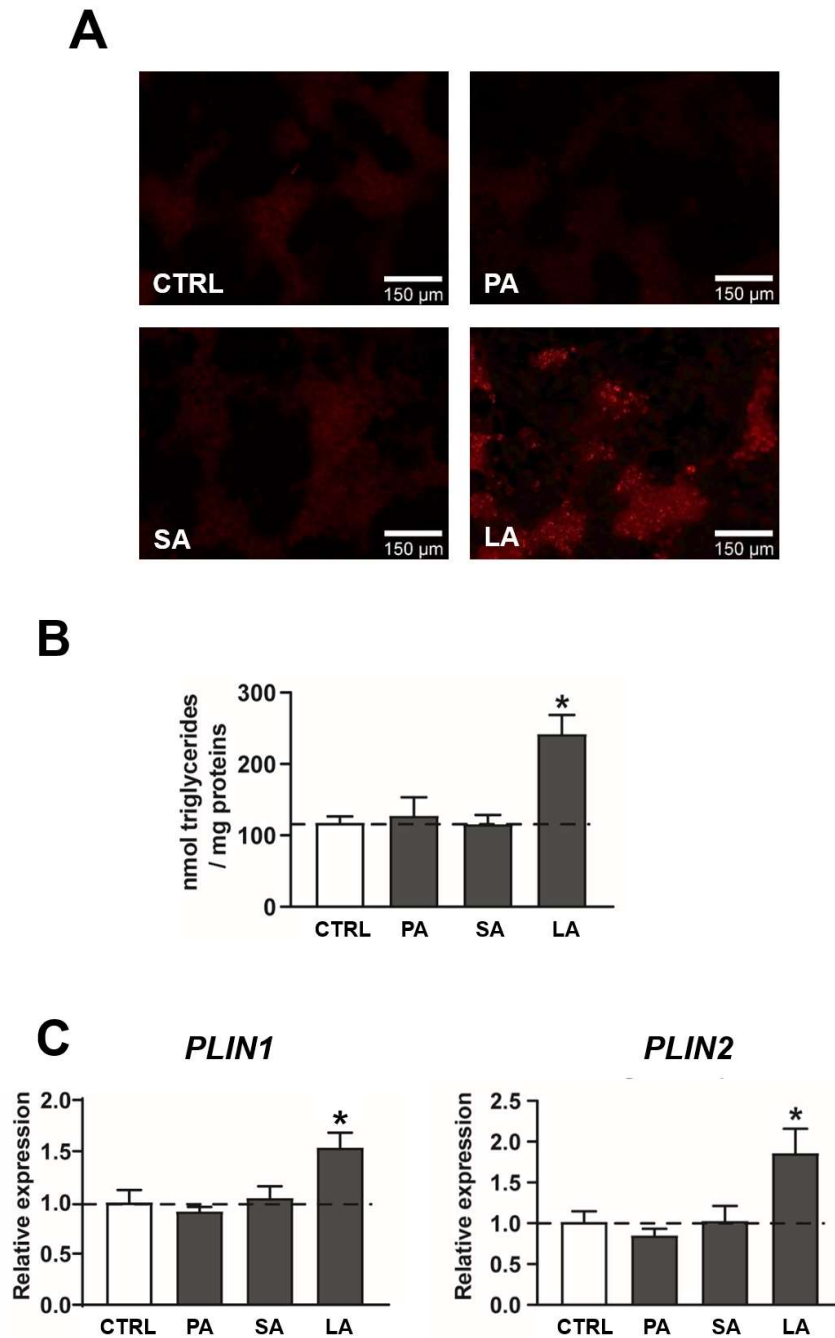 A
CTRL
150 µm
PA
150 µm
SA
150 µm
LA
150 µm
B
nmol triglycerides
/ mg proteins
300
200
100
0
*
CTRL PA SA LA
C
PLIN1
Relative expression
2.0
1.5
1.0
0.5
0.0
*
CTRL PA SA LA
PLIN2
Relative expression
2.5
2.0
1.5
1.0
0.5
0.0
*
CTRL PA SA LA